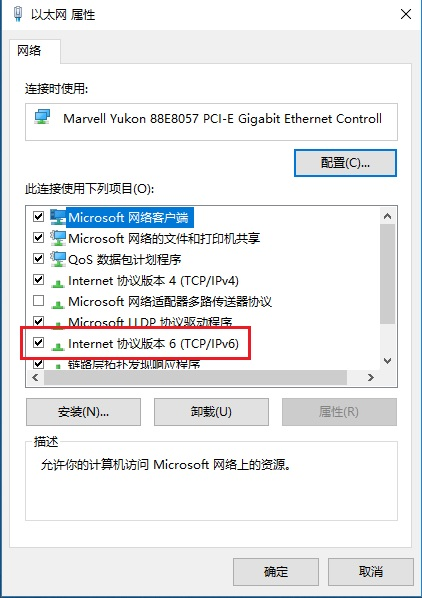 以太网 属性
网络
连接时使用:
Marvell Yukon 88E8057 PCI-E Gigabit Ethernet Controll
配置(C)...
此连接使用下列项目(O):
Microsoft 网络客户端
Microsoft 网络的文件和打印机共享
QoS 数据包计划程序
Internet 协议版本 4 (TCP/IPv4)
Microsoft 网络适配器多路传送器协议
Microsoft LLDP 协议驱动程序
Internet 协议版本 6 (TCP/IPv6)
链路层拓扑发现响应程序
安装(N)...
卸载(U)
属性(R)
描述
允许你的计算机访问 Microsoft 网络上的资源。
确定
取消